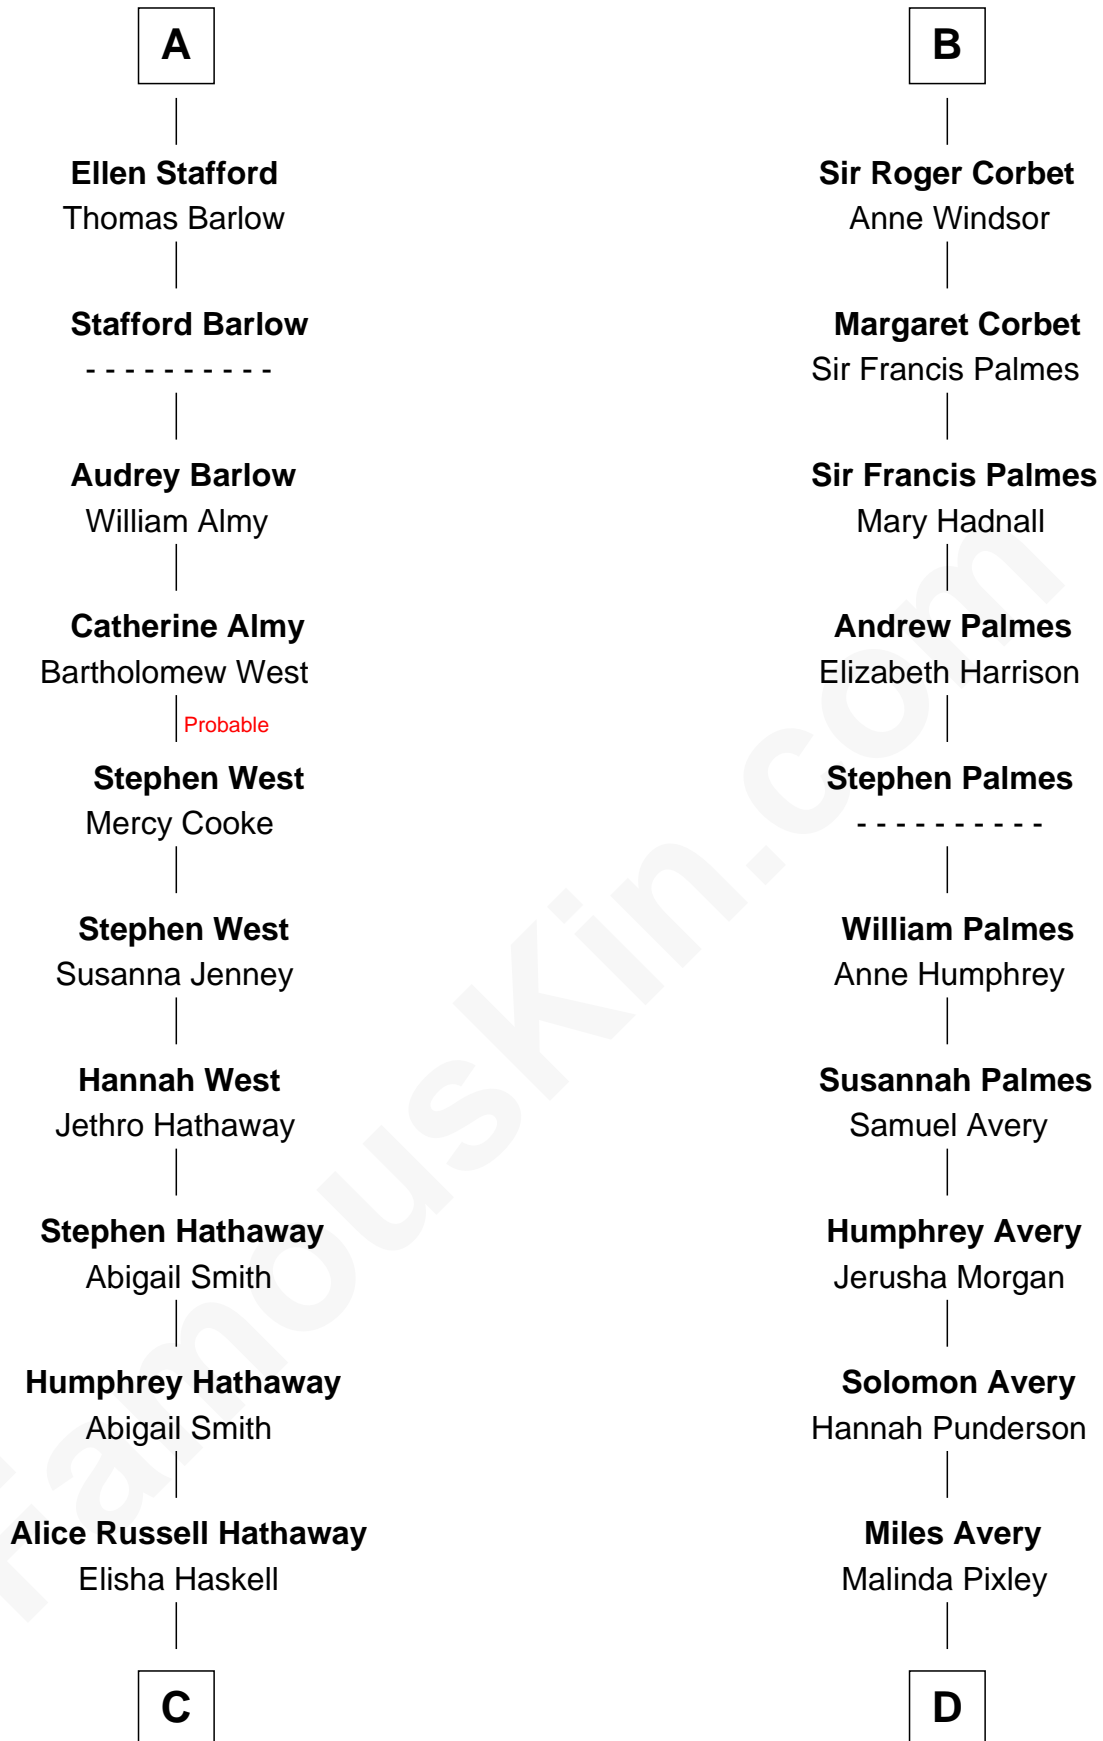 A
Ellen Stafford
Thomas Barlow
Stafford Barlow
- - - - - - - - - -
Audrey Barlow
William Almy
Catherine Almy
Bartholomew West
Probable
Stephen West
Mercy Cooke
Stephen West
Susanna Jenney
Hannah West
Jethro Hathaway
Stephen Hathaway
Abigail Smith
Humphrey Hathaway
Abigail Smith
Alice Russell Hathaway
Elisha Haskell
C
B
Sir Roger Corbet
Anne Windsor
Margaret Corbet
Sir Francis Palmes
Sir Francis Palmes
Mary Hadnall
Andrew Palmes
Elizabeth Harrison
Stephen Palmes
- - - - - - - - - -
William Palmes
Anne Humphrey
Susannah Palmes
Samuel Avery
Humphrey Avery
Jerusha Morgan
Solomon Avery
Hannah Punderson
Miles Avery
Malinda Pixley
D
FamousKin.com